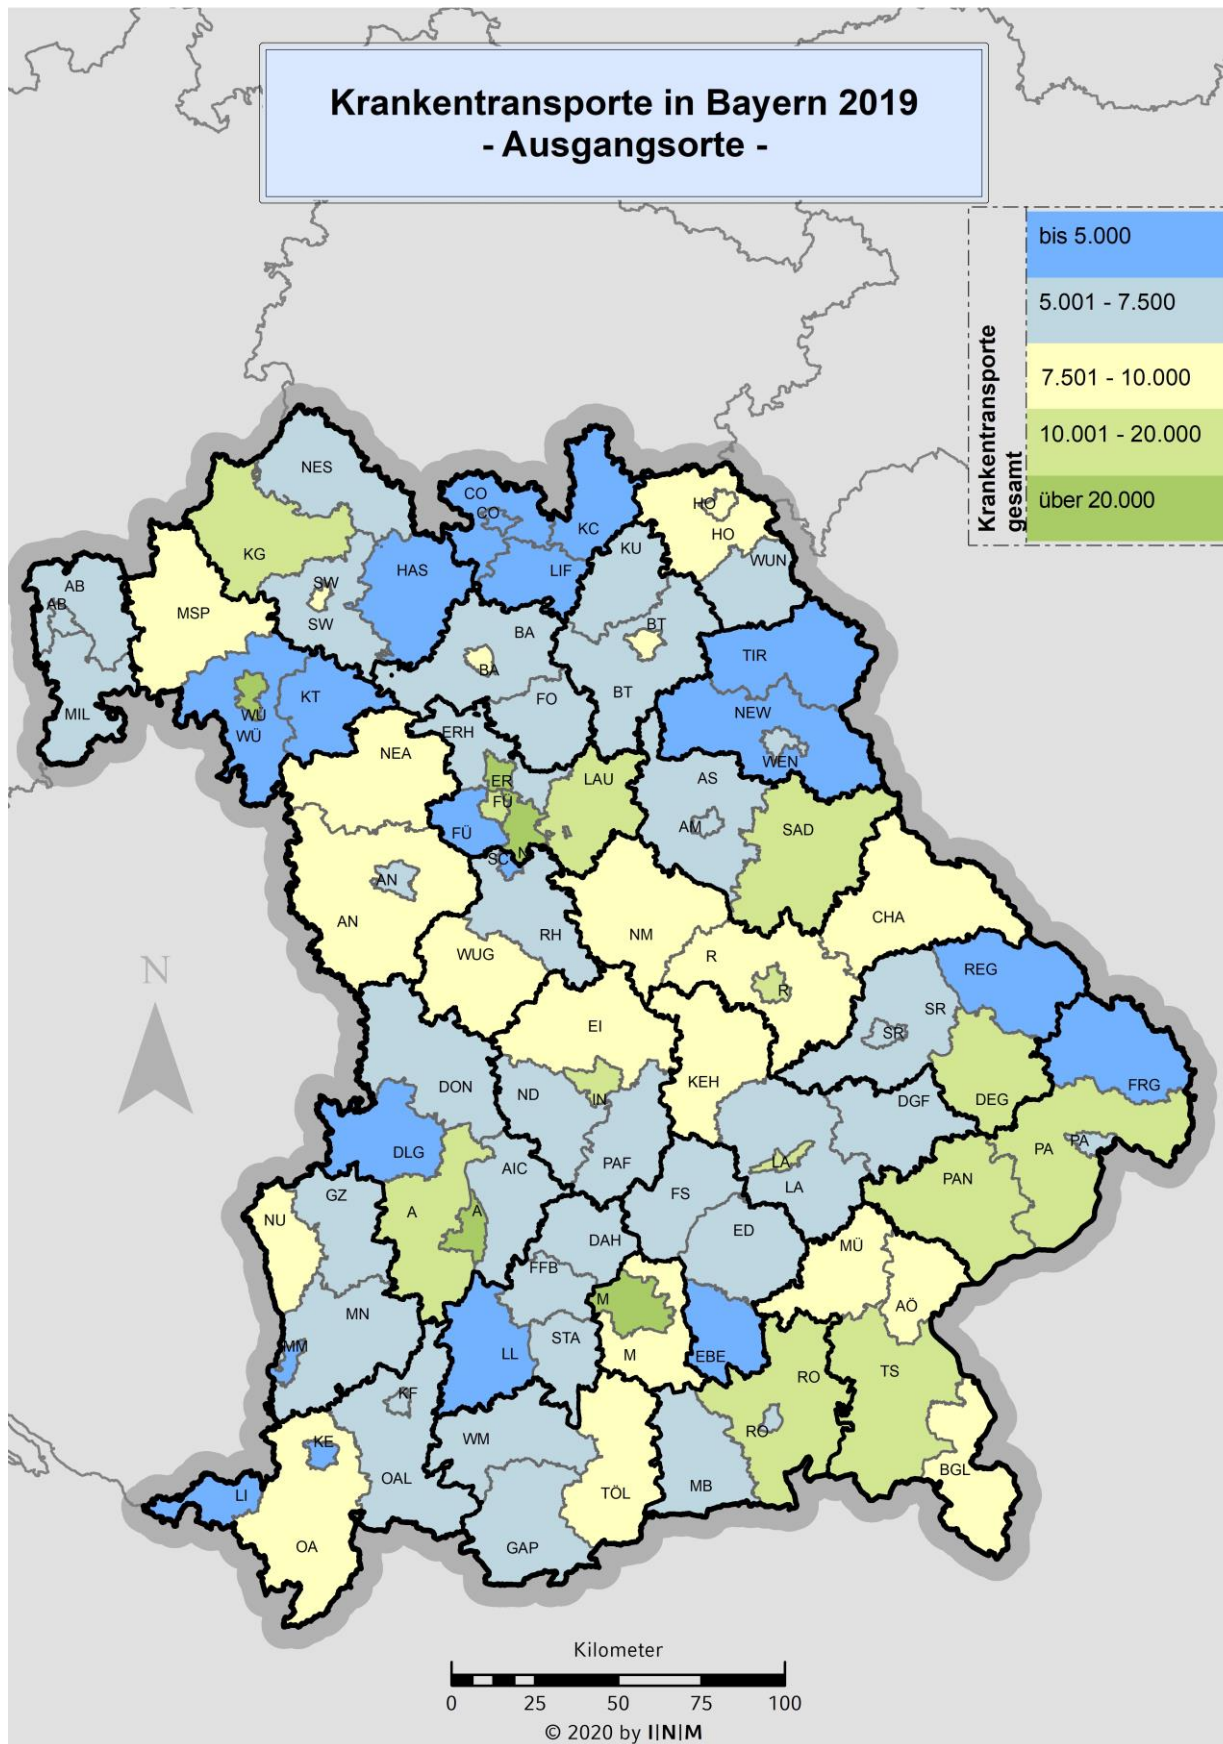 Krankentransporte in Bayern 2019
- Ausgangsorte -
Krankentransporte
gesamt
bis 5.000
5.001 - 7.500
7.501 - 10.000
10.001 - 20.000
über 20.000
NES
CO
CO
KC
HO
HO
KG
KU
WUN
HAS
LIF
AB
AB
SW
SW
MSP
BA
BA
BT
BT
TIR
MIL
WÜ
WÜ
KT
FO
NEW
WEN
NEA
ERH
ER
LAU
AS
AM
FÜ
FÜ
N
SAD
SC
AN
AN
RH
NM
CHA
WUG
R
R
REG
N
EI
SR
SR
KEH
FRG
DON
ND
IN
DGF
DEG
DLG
PAF
LA
LA
PA
PA
PAN
AIC
GZ
A
A
FS
NU
DAH
ED
MÜ
FFB
M
M
AÖ
MN
MM
STA
LL
EBE
RO
RO
TS
KF
KE
WM
OAL
MB
BGL
LI
TÖL
OA
GAP
Kilometer
0 25 50 75 100
© 2020 by I|N|M